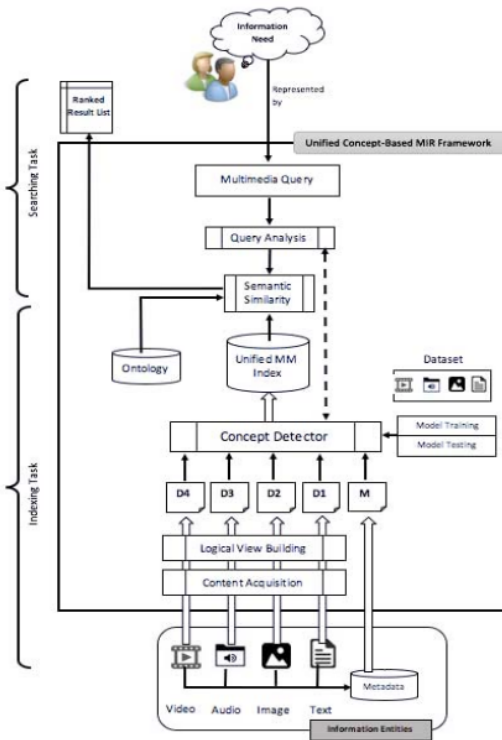 Information
Need
Represented
by
Ranked
Result List
Searching Task
Unified Concept-Based MIR Framework
Multimedia Query
Query Analysis
Semantic
Similarity
Ontology
Unified MM
Index
Dataset
Concept Detector
Model Training
Model Testing
Indexing Task
D4
D3
D2
D1
M
Logical View Building
Content Acquisition
Video
Audio
Image
Text
Metadata
Information Entities